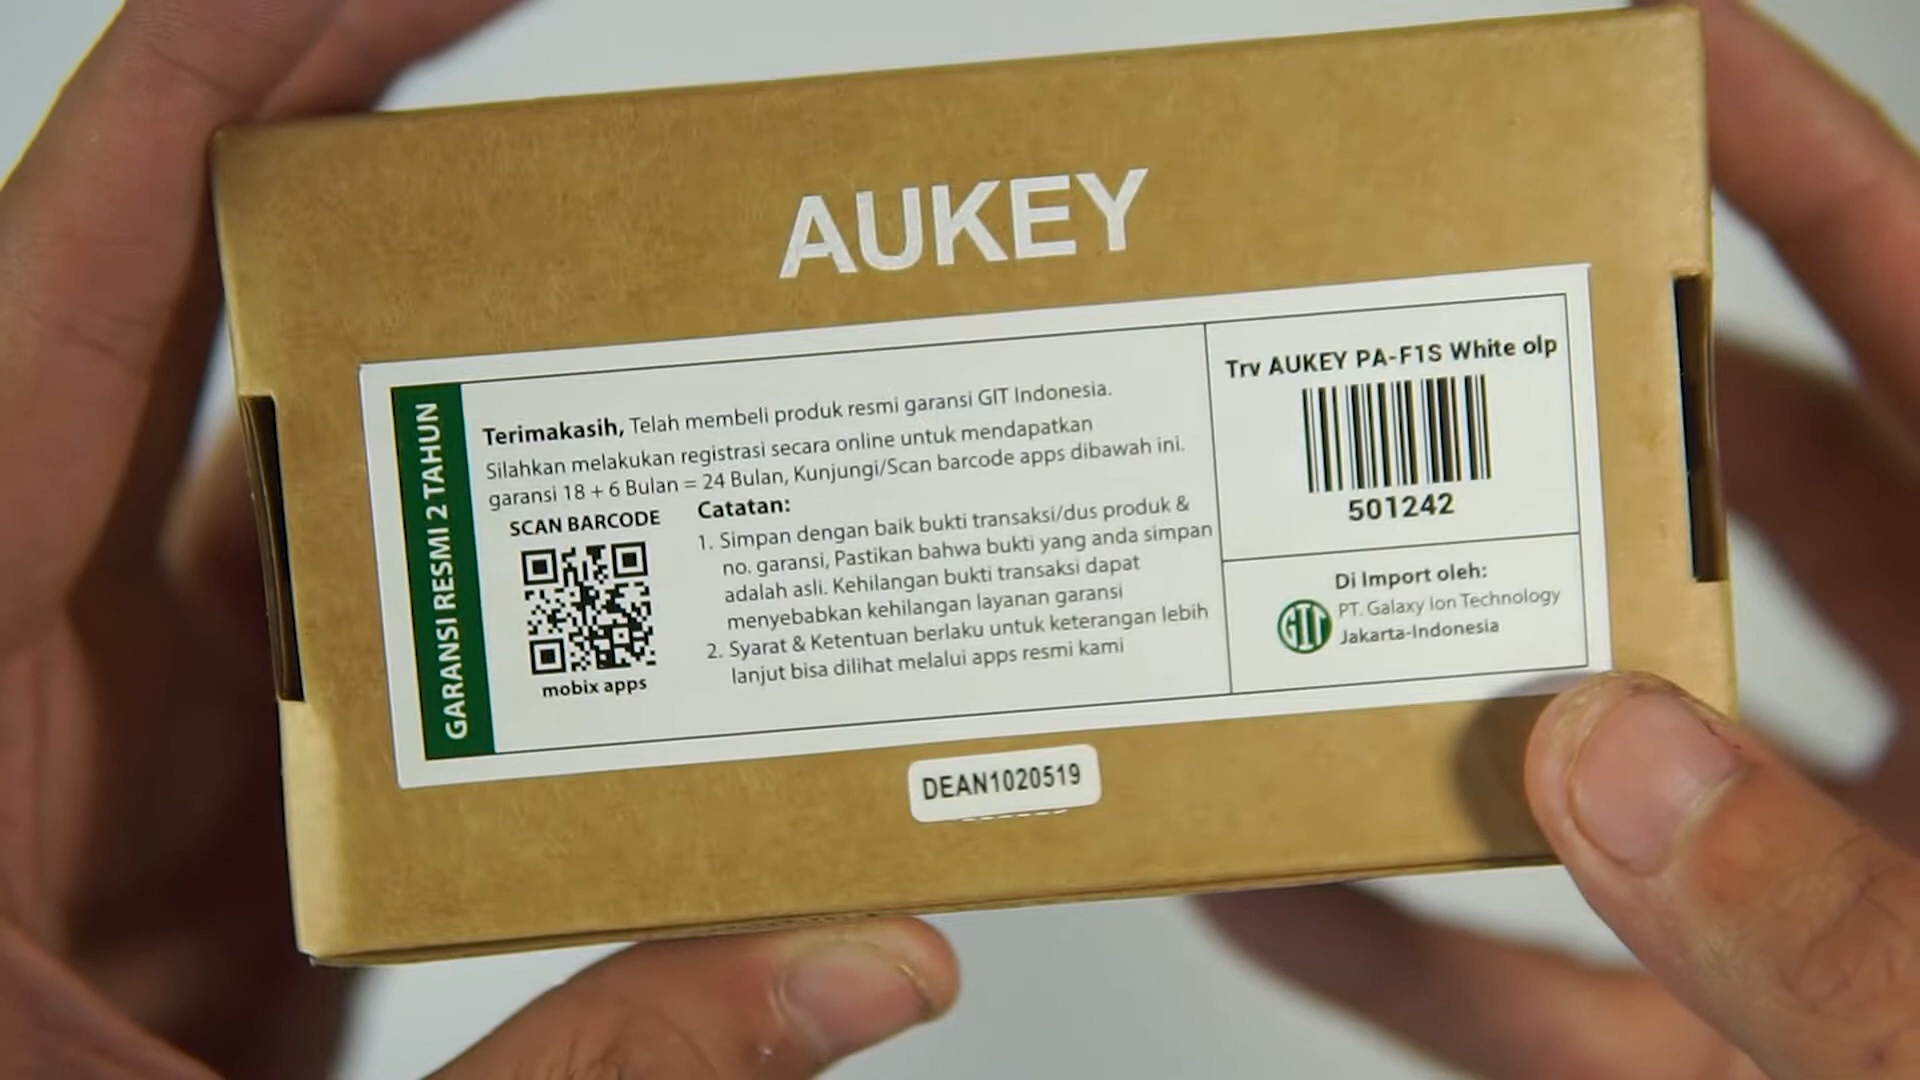 AUKEY
GARANSI RESMI 2 TAHUN
Terimakasih, Telah membeli produk resmi garansi GIT Indonesia.
Silahkan melakukan registrasi secara online untuk mendapatkan
garansi 18 + 6 Bulan = 24 Bulan, Kunjungi/Scan barcode apps dibawah ini.
SCAN BARCODE
mobix apps
Catatan:
1. Simpan dengan baik bukti transaksi/dus produk &
no. garansi, Pastikan bahwa bukti yang anda simpan
adalah asli. Kehilangan bukti transaksi dapat
menyebabkan kehilangan layanan garansi
2. Syarat & Ketentuan berlaku untuk keterangan lebih
lanjut bisa dilihat melalui apps resmi kami
Trv AUKEY PA-F1S White olp
501242
Di Import oleh:
GIT
PT. Galaxy Ion Technology
Jakarta-Indonesia
DEAN1020519